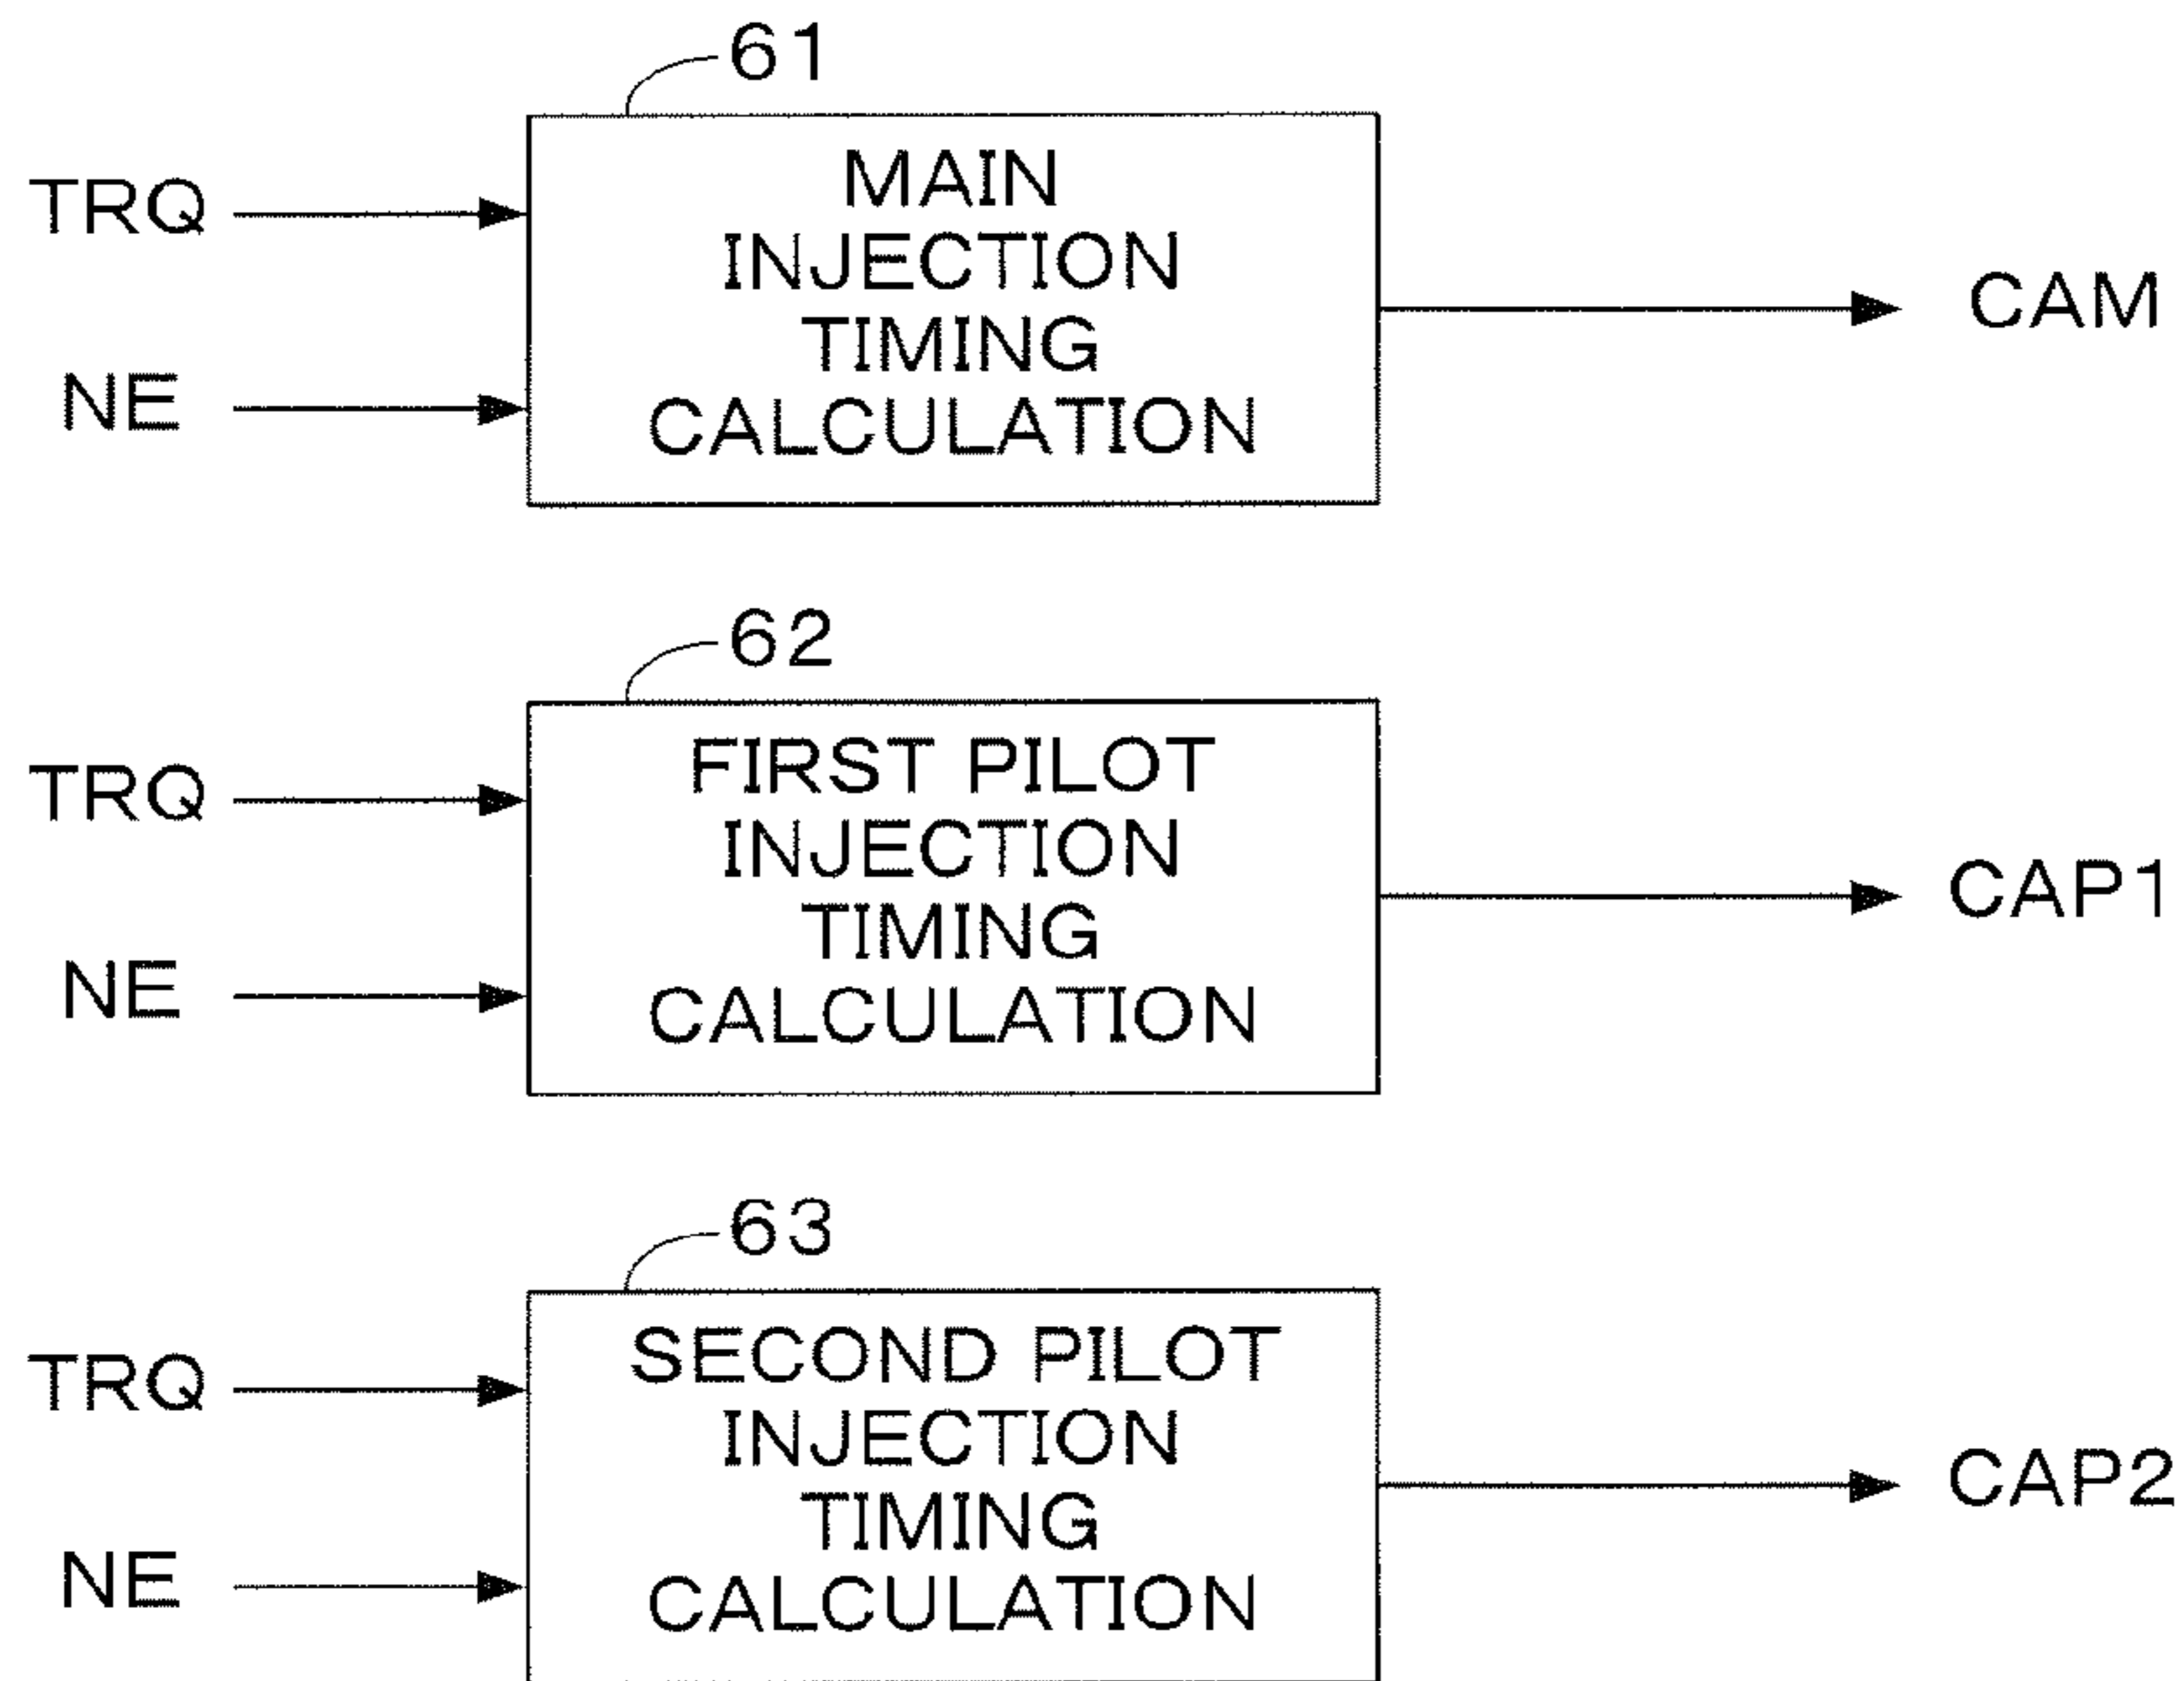 61
TRQ
NE
MAIN
INJECTION
TIMING
CALCULATION
CAM
62
TRQ
NE
FIRST PILOT
INJECTION
TIMING
CALCULATION
CAP1
63
TRQ
NE
SECOND PILOT
INJECTION
TIMING
CALCULATION
CAP2